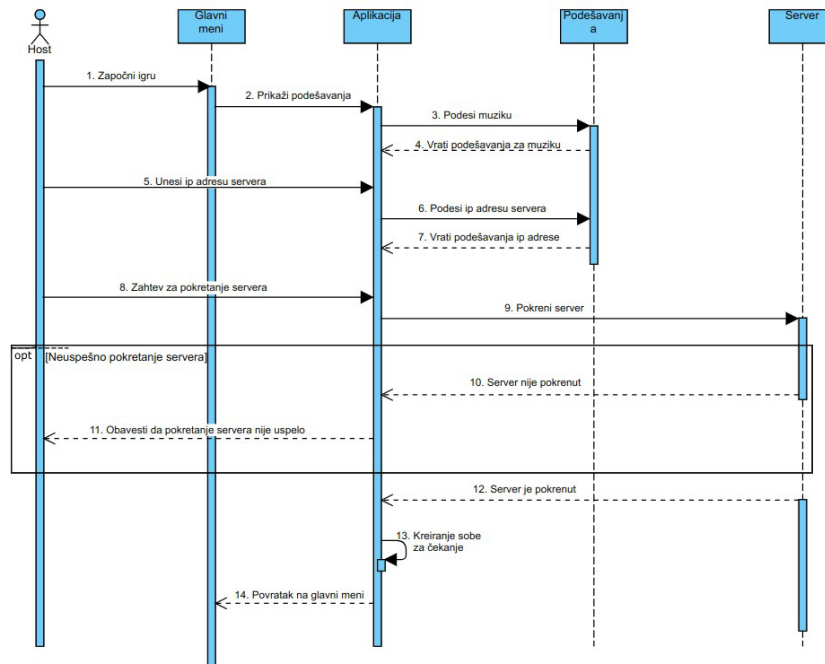 Glavni
meni
Aplikacija
Podešavanj
a
Server
Host
1. Započni igru
2. Prikaži podešavanja
3. Podesi muziku
4. Vrati podešavanja za muziku
5. Unesi ip adresu servera
6. Podesi ip adresu servera
7. Vrati podešavanja ip adrese
8. Zahtev za pokretanje servera
9. Pokreni server
opt
[Neuspešno pokretanje servera]
10. Server nije pokrenut
11. Obavesti da pokretanje servera nije uspelo
12. Server je pokrenut
13. Kreiranje sobe
za čekanje
14. Povratak na glavni meni